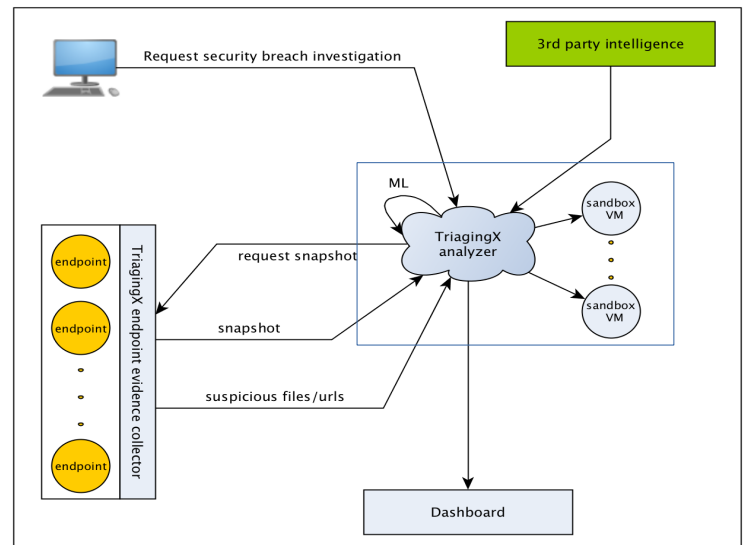 Request security breach investigation
3rd party intelligence
ML
TriagingX
analyzer
sandbox
VM
sandbox
VM
endpoint
endpoint
endpoint
TriagingX endpoint evidence collector
request snapshot
snapshot
suspicious files/urls
Dashboard